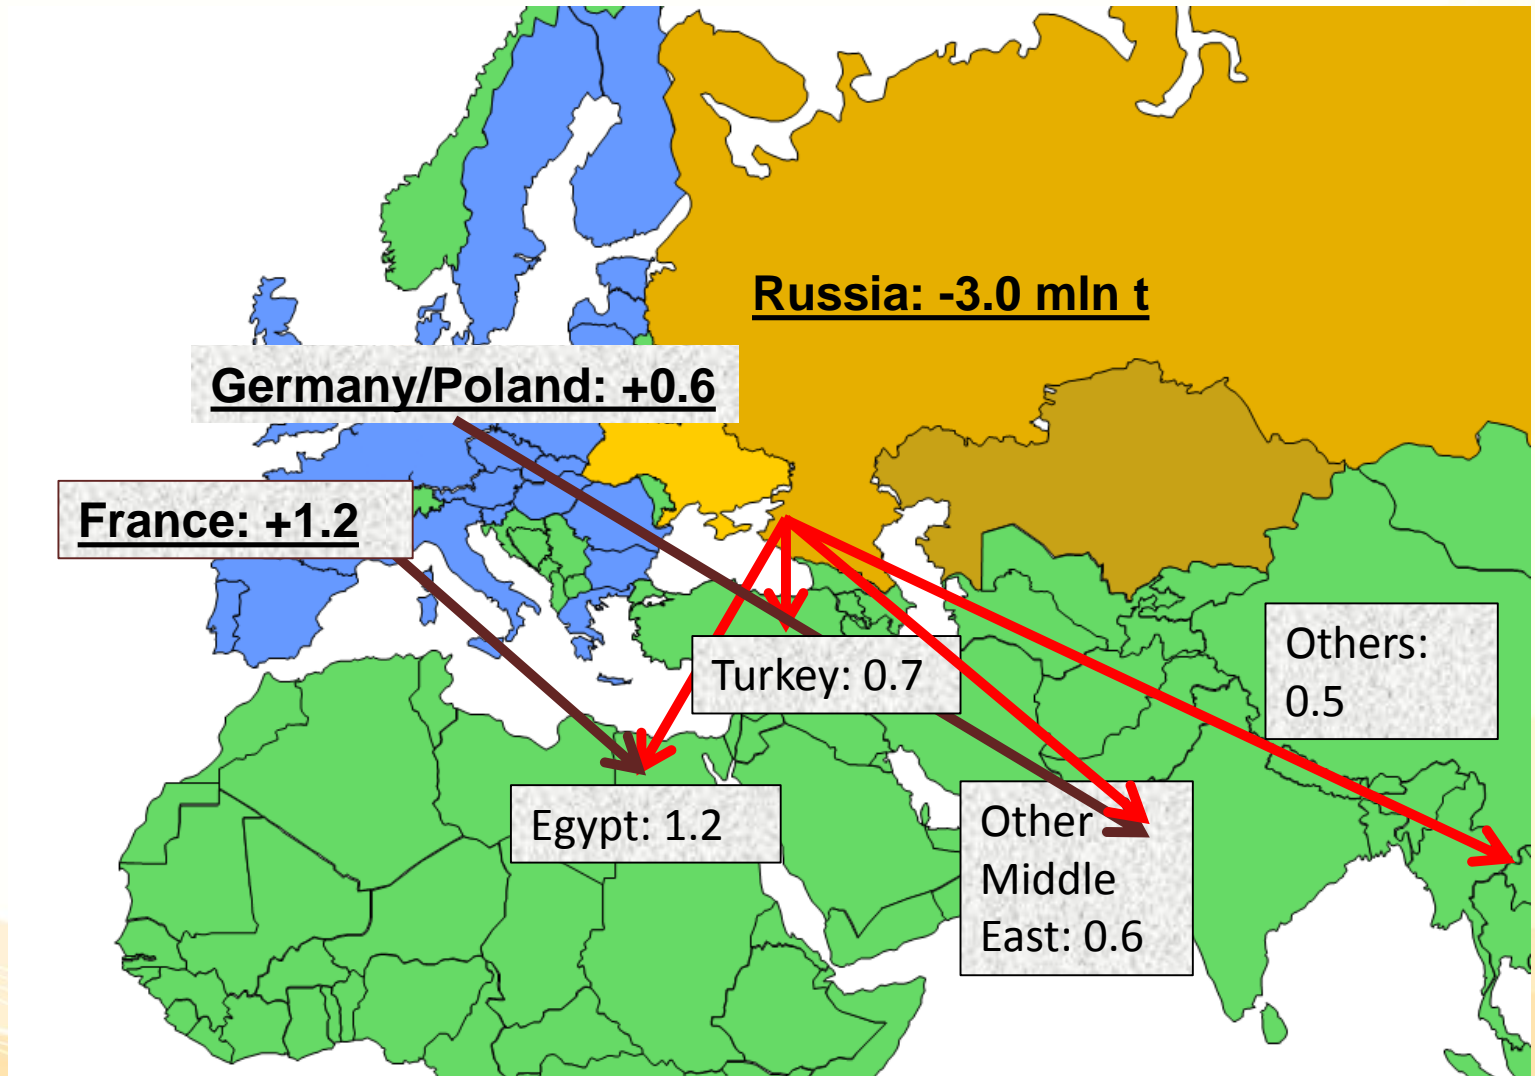 Russia: -3.0 mln t
Germany/Poland: +0.6
France: +1.2
Turkey: 0.7
Others:
0.5
Egypt: 1.2
Other
Middle
East: 0.6